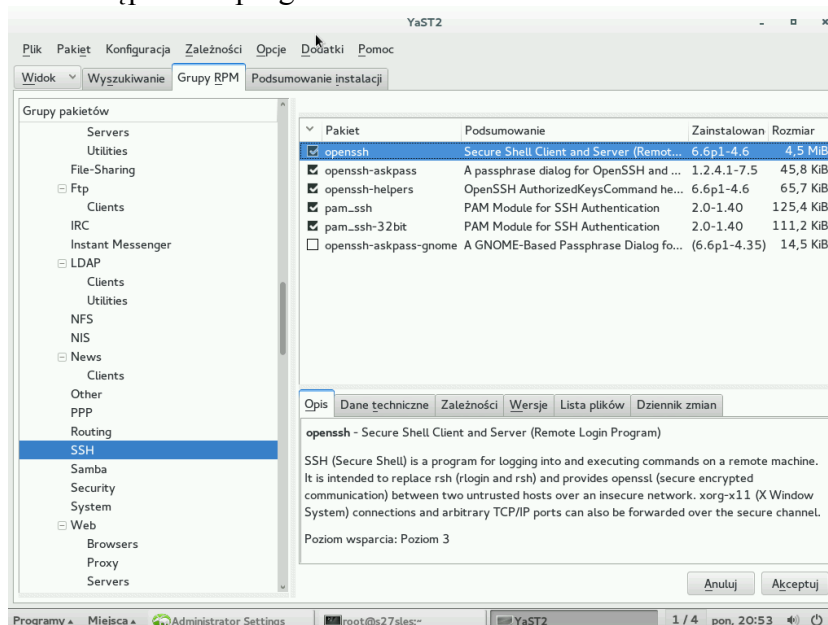 YaST2
Plik Pakiet Konfiguracja Zależności Opcje Dodatki Pomoc
Widok Wyszukiwanie Grupy RPM Podsumowanie instalacji
Grupy pakietów
Servers
Utilities
File-Sharing
Ftp
Clients
IRC
Instant Messenger
LDAP
Clients
Utilities
NFS
NIS
News
Clients
Other
PPP
Routing
SSH
Samba
Security
System
Web
Browsers
Proxy
Servers
Pakiet Podsumowanie Zainstalowan Rozmiar
openssh Secure Shell Client and Server (Remot... 6.6p1-4.6 4,5 MiB
openssh-askpass A passphrase dialog for OpenSSH and ... 1.2.4.1-7.5 45,8 KiB
openssh-helpers OpenSSH AuthorizedKeysCommand he... 6.6p1-4.6 65,7 KiB
pam_ssh PAM Module for SSH Authentication 2.0-1.40 125,4 KiB
pam_ssh-32bit PAM Module for SSH Authentication 2.0-1.40 111,2 KiB
openssh-askpass-gnome A GNOME-Based Passphrase Dialog fo... (6.6p1-4.35) 14,5 KiB
Opis Dane techniczne Zależności Wersje Lista plików Dziennik zmian
openssh - Secure Shell Client and Server (Remote Login Program)
SSH (Secure Shell) is a program for logging into and executing commands on a remote machine.
It is intended to replace rsh (rlogin and rsh) and provides openssl (secure encrypted
communication) between two untrusted hosts over an insecure network. xorg-x11 (X Window
System) connections and arbitrary TCP/IP ports can also be forwarded over the secure channel.
Poziom wsparcia: Poziom 3
Anuluj Akceptuj
Programy Miejsca Administrator Settings root@s27sles:~ YaST2 1 / 4 pon, 20:53